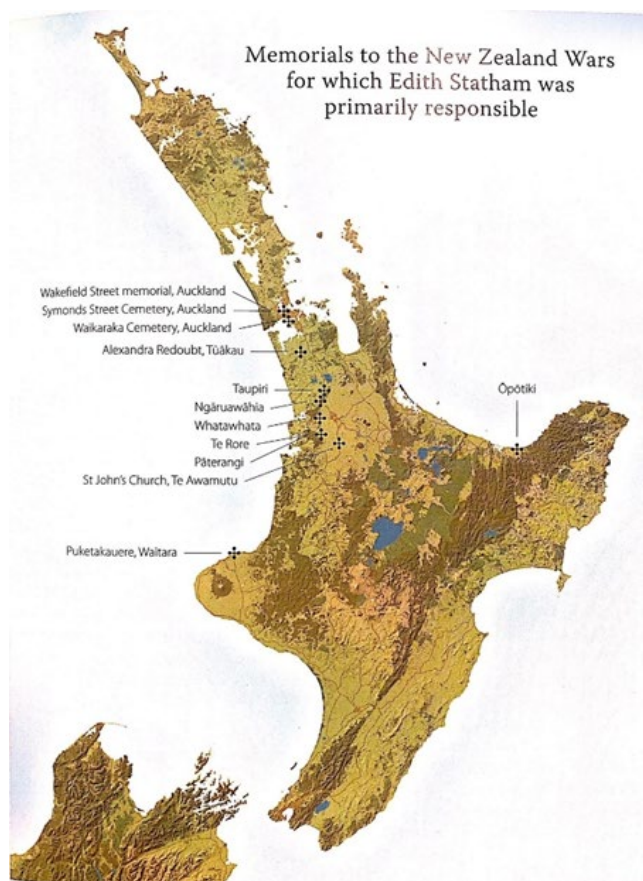 Memorials to the New Zealand Wars
for which Edith Statham was
primarily responsible
Wakefield Street memorial, Auckland
Symonds Street Cemetery, Auckland
Waikaraka Cemetery, Auckland
Alexandra Redoubt, Tūākau
Taupiri
Ōpōtiki
Ngāruawāhia
Whatawhata
Te Rore
Pāterangi
St John's Church, Te Awamutu
Puketakauere, Waitara